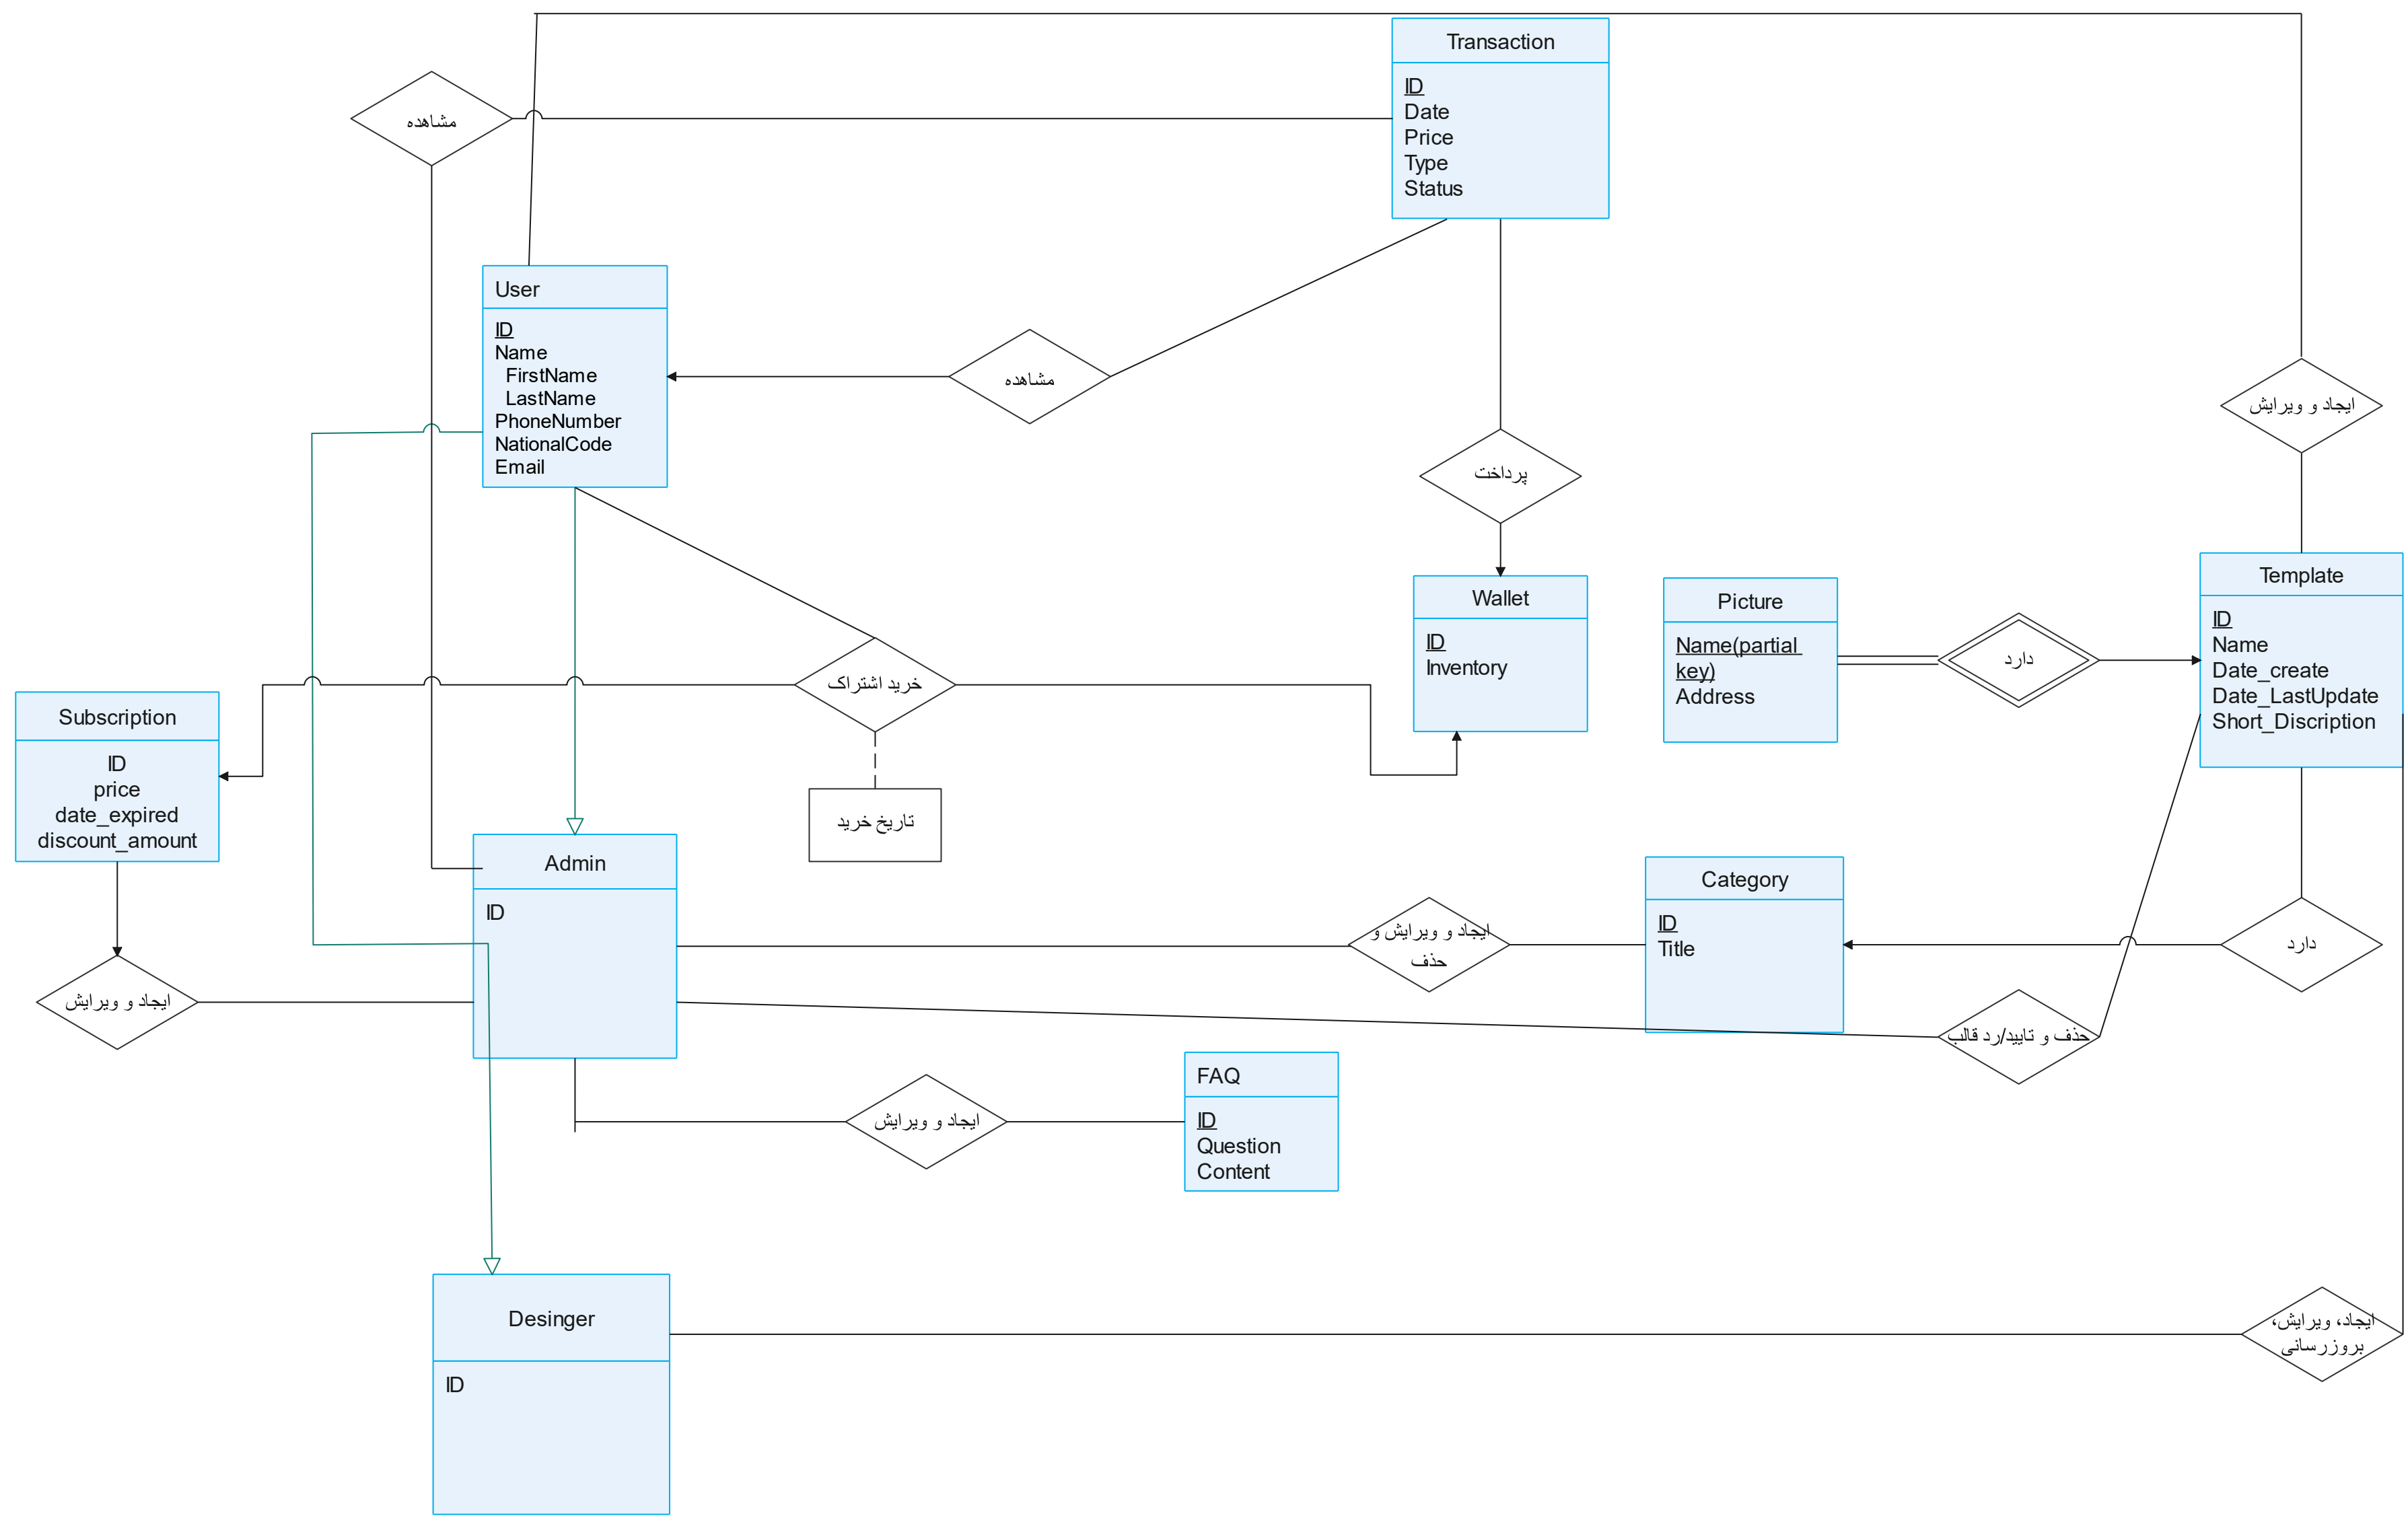 Transaction
ID
Date
Price
Type
Status
مشاهده
User
ID
Name
FirstName
LastName
PhoneNumber
NationalCode
Email
مشاهده
ایجاد و ویرایش
پرداخت
Wallet
ID
Inventory
Picture
Name(partial
key)
Address
دارد
Template
ID
Name
Date_create
Date_LastUpdate
Short_Discription
خرید اشتراک
Subscription
ID
price
date_expired
discount_amount
تاریخ خرید
Admin
ID
Category
ID
Title
ایجاد و ویرایش و
حذف
دارد
ایجاد و ویرایش
حذف و تایید/رد قالب
FAQ
ID
Question
Content
ایجاد و ویرایش
Desinger
ID
ایجاد، ویرایش،
بروزرسانی